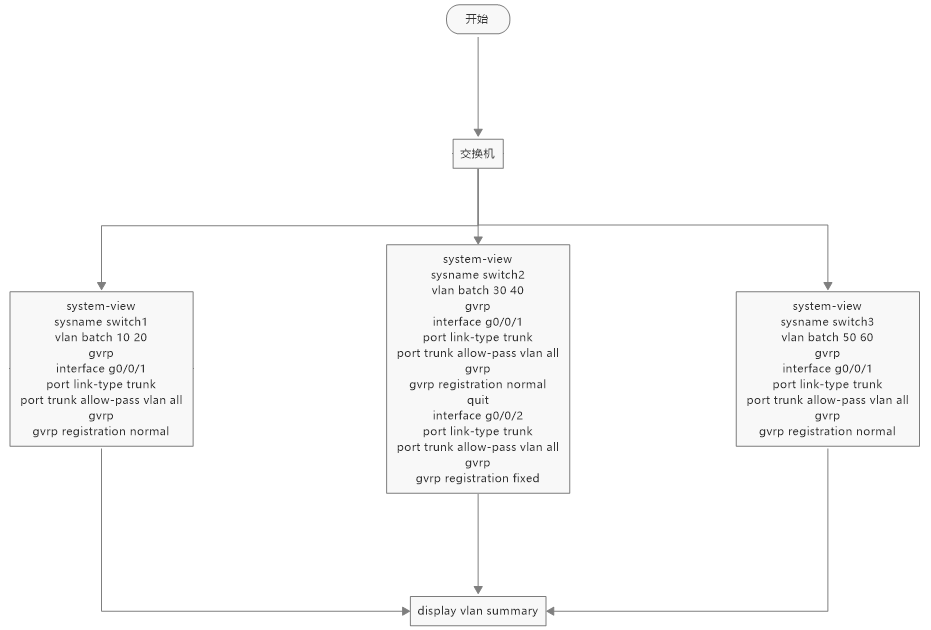 开始
交换机
system-view
sysname switch1
vlan batch 10 20
gvrp
interface g0/0/1
port link-type trunk
port trunk allow-pass vlan all
gvrp
gvrp registration normal
system-view
sysname switch2
vlan batch 30 40
gvrp
interface g0/0/1
port link-type trunk
port trunk allow-pass vlan all
gvrp
gvrp registration normal
quit
interface g0/0/2
port link-type trunk
port trunk allow-pass vlan all
gvrp
gvrp registration fixed
system-view
sysname switch3
vlan batch 50 60
gvrp
interface g0/0/1
port link-type trunk
port trunk allow-pass vlan all
gvrp
gvrp registration normal
display vlan summary